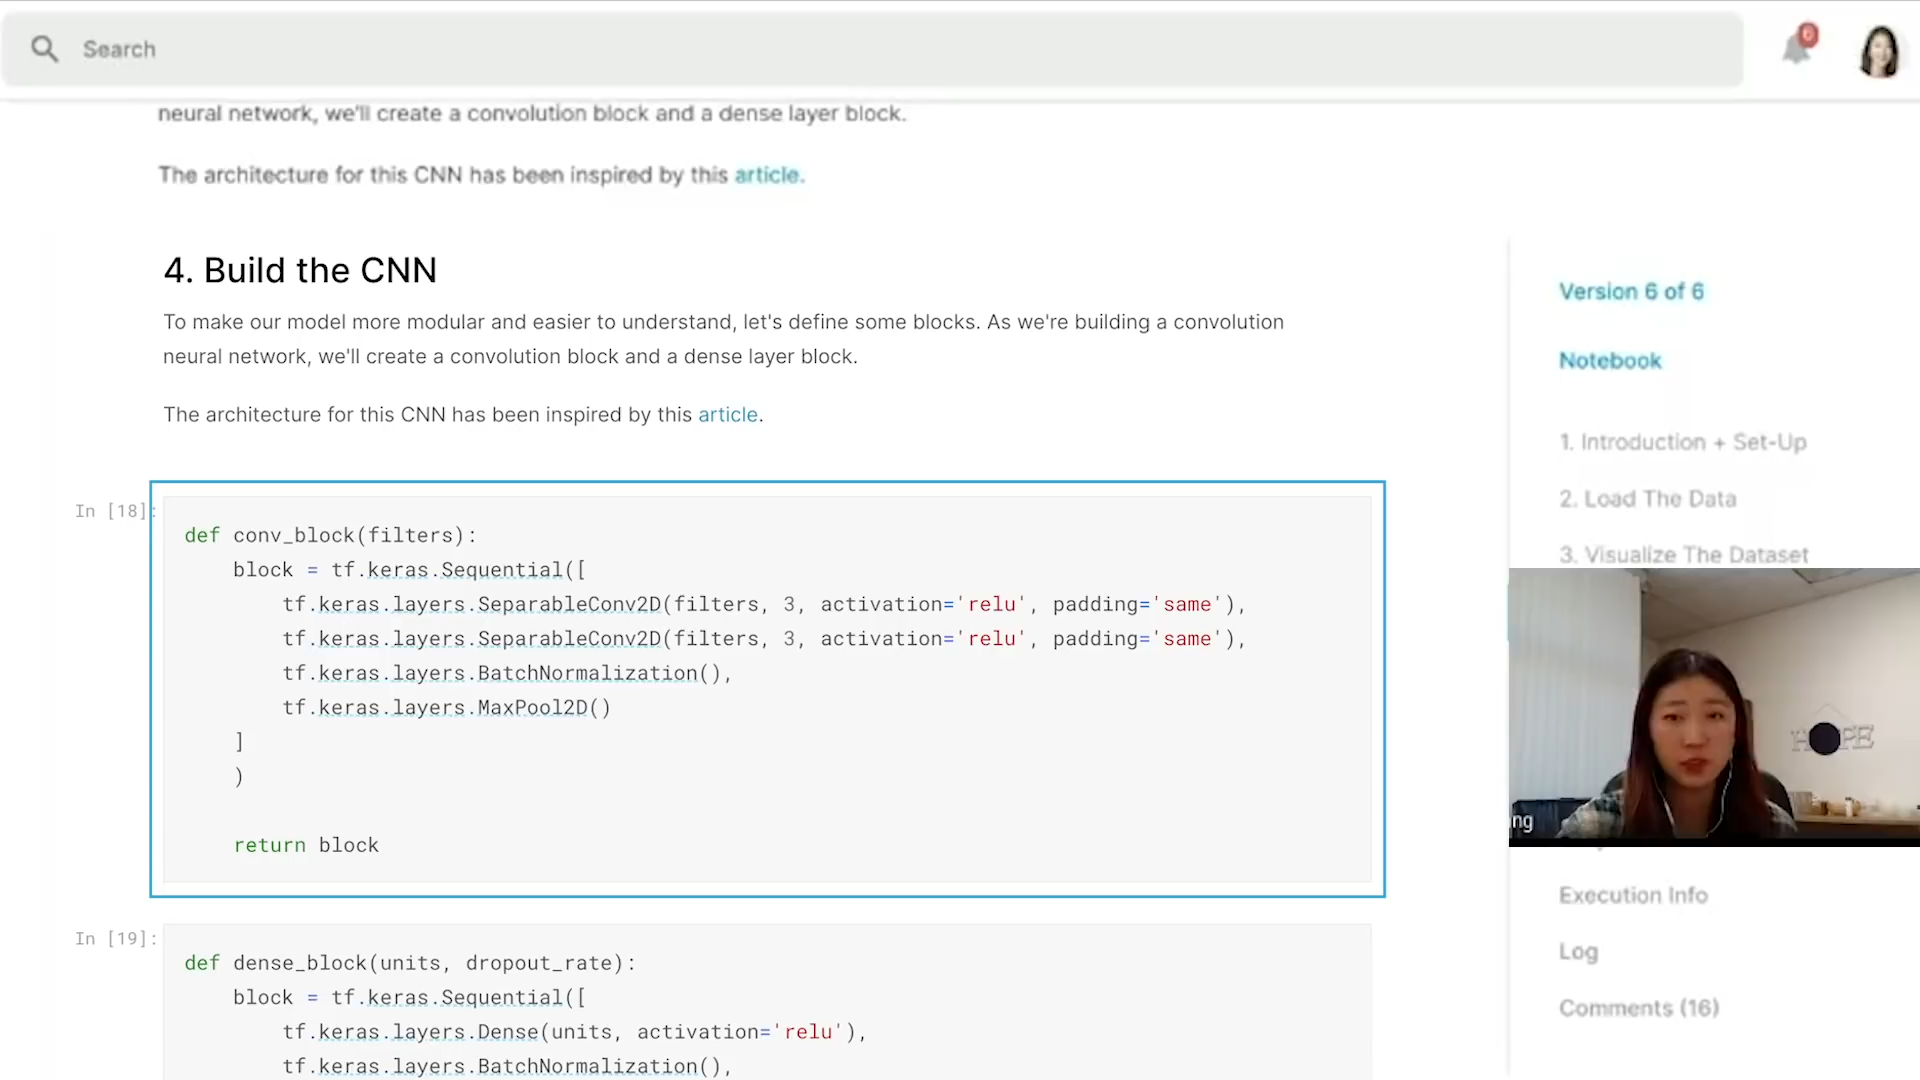 Search
6
neural network, we'll create a convolution block and a dense layer block.
The architecture for this CNN has been inspired by this article.
4. Build the CNN
To make our model more modular and easier to understand, let's define some blocks. As we're building a convolution
neural network, we'll create a convolution block and a dense layer block.
The architecture for this CNN has been inspired by this article.
In [18]:
def conv_block(filters):
    block = tf.keras.Sequential([
        tf.keras.layers.SeparableConv2D(filters, 3, activation='relu', padding='same'),
        tf.keras.layers.SeparableConv2D(filters, 3, activation='relu', padding='same'),
        tf.keras.layers.BatchNormalization(),
        tf.keras.layers.MaxPool2D()
    ]
    )
    return block
In [19]:
def dense_block(units, dropout_rate):
    block = tf.keras.Sequential([
        tf.keras.layers.Dense(units, activation='relu'),
        tf.keras.layers.BatchNormalization(),
Version 6 of 6
Notebook
1. Introduction + Set-Up
2. Load The Data
3. Visualize The Dataset
H PE
ng
Execution Info
Log
Comments (16)